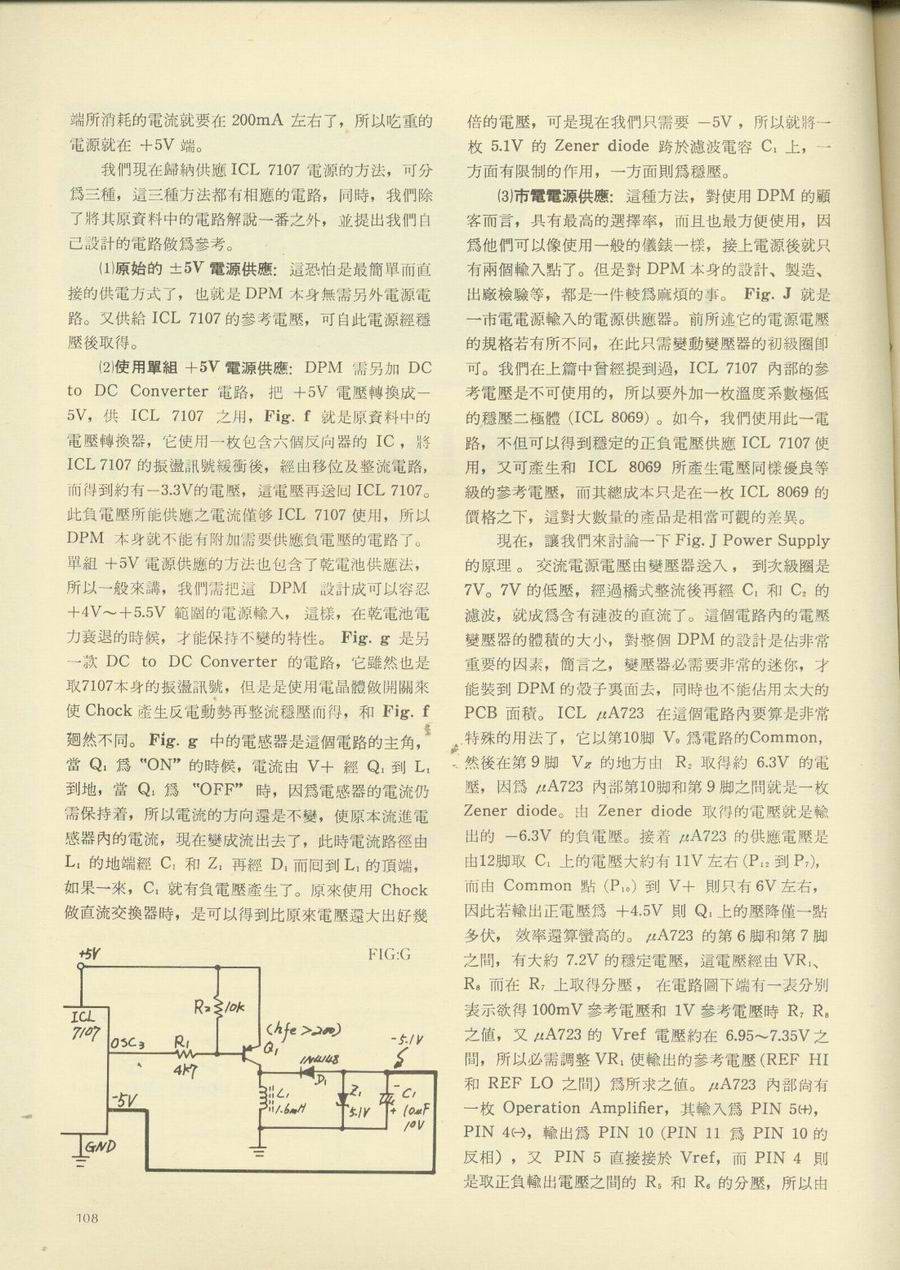 端所消耗的電流就要在 200mA 左右了，所以吃重的
電源就在 +5V 端。
我們現在歸納供應 ICL 7107 電源的方法，可分
爲三種，這三種方法都有相應的電路，同時，我們除
了將其原資料中的電路解説一番之外，並提出我們自
己設計的電路做爲參考。
⑴原始的 ±5V 電源供應：這恐怕是最簡單而直
接的供電方式了，也就是 DPM 本身無需另外電源電
路。又供給 ICL 7107 的參考電壓，可自此電源經穩
壓後取得。
⑵使用單組 +5V 電源供應：DPM 需另加 DC
to DC Converter 電路，把 +5V 電壓轉換成－
5V，供 ICL 7107 之用，Fig. f 就是原資料中的
電壓轉換器，它使用一枚包含六個反向器的 IC，將
ICL 7107 的振盪訊號緩衝後，經由移位及整流電路，
而得到約有－3.3V的電壓，這電壓再送回 ICL 7107。
此負電壓所能供應之電流僅够 ICL 7107 使用，所以
DPM 本身就不能有附加需要供應負電壓的電路了。
單組 +5V 電源供應的方法也包含了乾電池供應法，
所以一般來講，我們需把這 DPM 設計成可以容忍
+4V～+5.5V 範圍的電源輸入，這樣，在乾電池電
力衰退的時候，才能保持不變的特性。 Fig. g 是另
一款 DC to DC Converter 的電路，它雖然也是
取7107本身的振盪訊號，但是是使用電晶體做開關來
使 Chock 產生反電動勢再整流穩壓而得，和 Fig. f
廻然不同。 Fig. g 中的電感器是這個電路的主角，
當 Q₁ 爲 “ON” 的時候，電流由 V+ 經 Q₁ 到 L₁
到地，當 Q₁ 爲 “OFF” 時，因爲電感器的電流仍
需保持着，所以電流的方向還是不變，使原本流進電
感器內的電流，現在變成流出去了，此時電流路徑由
L₁ 的地端經 C₁ 和 Z₁ 再經 D₁ 而回到 L₁ 的頂端，
如果一來，C₁ 就有負電壓產生了。原來使用 Chock
做直流交換器時，是可以得到比原來電壓還大出好幾
FIG:G
+5V
ICL
7107
OSC3
R1
4k7
R2
10k
(hfe >200)
Q1
1N4148
D1
L1
1.6mH
Z1
5.1V
-5.1V
C1
10uF
10V
-5V
GND
108
倍的電壓，可是現在我們只需要 －5V，所以就將一
枚 5.1V 的 Zener diode 跨於濾波電容 C₁ 上，一
方面有限制的作用，一方面則爲穩壓。
⑶市電電源供應：這種方法，對使用 DPM 的顧
客而言，具有最高的選擇率，而且也最方便使用，因
爲他們可以像使用一般的儀錶一樣，接上電源後就只
有兩個輸入點了。但是對 DPM 本身的設計、製造、
出廠檢驗等，都是一件較爲麻煩的事。 Fig. J 就是
一市電電源輸入的電源供應器。前所述它的電源電壓
的規格若有所不同，在此只需變動變壓器的初級圈即
可。我們在上篇中曾經提到過，ICL 7107 內部的參
考電壓是不可使用的，所以要外加一枚溫度系數極低
的穩壓二極體 (ICL 8069)。如今，我們使用此一電
路，不但可以得到穩定的正負電壓供應 ICL 7107 使
用，又可產生和 ICL 8069 所產生電壓同樣優良等
級的參考電壓，而其總成本只是在一枚 ICL 8069 的
價格之下，這對大數量的產品是相當可觀的差異。
現在，讓我們來討論一下 Fig. J Power Supply
的原理。交流電源電壓由變壓器送入，到次級圈是
7V。7V 的低壓，經過橋式整流後再經 C₁ 和 C₂ 的
濾波，就成爲含有漣波的直流了。這個電路內的電壓
變壓器的體積的大小，對整個 DPM 的設計是佔非常
重要的因素，簡言之，變壓器必需要非常的迷你，才
能裝到 DPM 的殼子裏面去，同時也不能佔用太大的
PCB 面積。 ICL μA723 在這個電路內要算是非常
特殊的用法了，它以第10脚 V₀ 爲電路的Common，
然後在第 9 脚 Vz 的地方由 R₂ 取得約 6.3V 的電
壓，因爲 μA723 內部第10脚和第 9 脚之間就是一枚
Zener diode。由 Zener diode 取得的電壓就是輸
出的 －6.3V 的負電壓。接着 μA723 的供應電壓是
由12脚取 C₁ 上的電壓大約有 11V 左右 (P₁₂ 到 P₇)，
而由 Common 點 (P₁₀) 到 V+ 則只有 6V 左右，
因此若輸出正電壓爲 +4.5V 則 Q₁ 上的壓降僅一點
多伏，效率還算蠻高的。 μA723 的第 6 脚和第 7 脚
之間，有大約 7.2V 的穩定電壓，這電壓經由 VR₁、
R₈ 而在 R₇ 上取得分壓，在電路圖下端有一表分別
表示欲得 100mV 參考電壓和 1V 參考電壓時 R₇ R₈
之値，又 μA723 的 Vref 電壓約在 6.95～7.35V 之
間，所以必需調整 VR₁ 使輸出的參考電壓 (REF HI
和 REF LO 之間) 爲所求之値。 μA723 內部尙有
一枚 Operation Amplifier，其輸入爲 PIN 5(+)，
PIN 4(-)，輸出爲 PIN 10 (PIN 11 爲 PIN 10 的
反相)，又 PIN 5 直接接於 Vref，而 PIN 4 則
是取正負輸出電壓之間的 R₅ 和 R₆ 的分壓，所以由